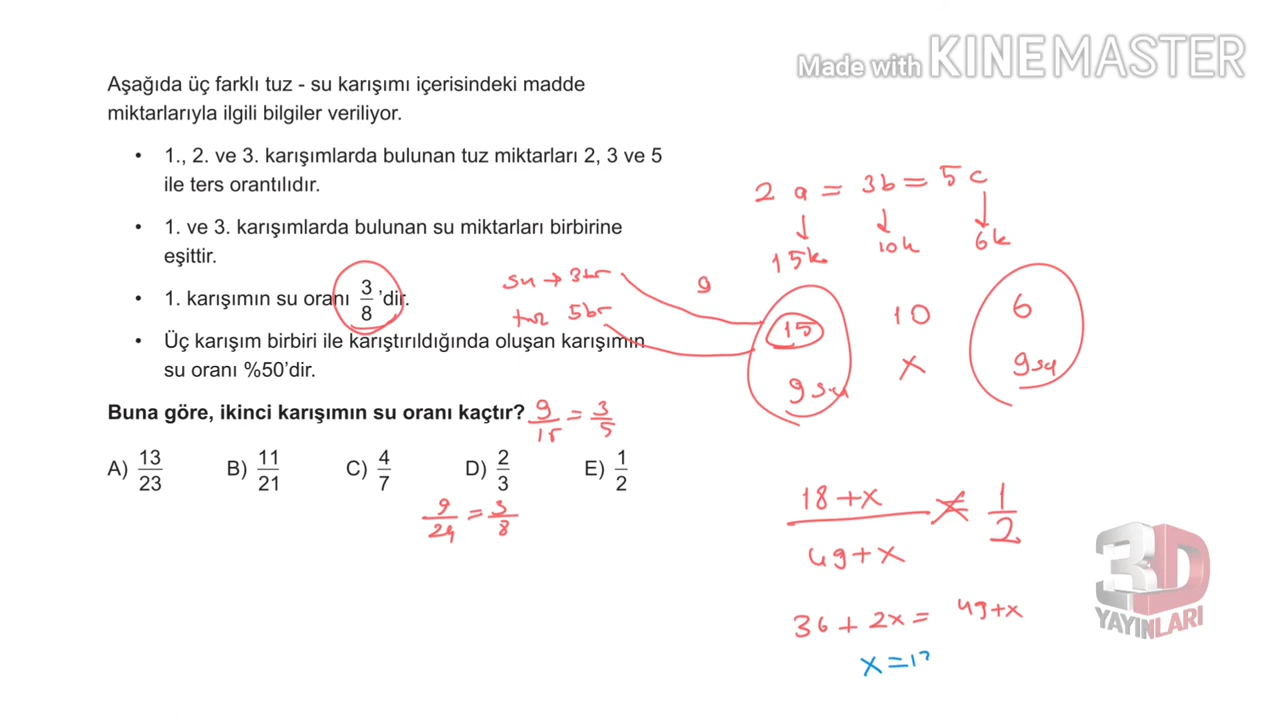 Made with KINEMASTER
Aşağıda üç farklı tuz - su karışımı içerisindeki madde
miktarlarıyla ilgili bilgiler veriliyor.
• 1., 2. ve 3. karışımlarda bulunan tuz miktarları 2, 3 ve 5
ile ters orantılıdır.
• 1. ve 3. karışımlarda bulunan su miktarları birbirine
eşittir.
• 1. karışımın su oranı 3/8 'dir.
• Üç karışım birbiri ile karıştırıldığında oluşan karışımın
su oranı %50'dir.
Buna göre, ikinci karışımın su oranı kaçtır?
A) 13/23 B) 11/21 C) 4/7 D) 2/3 E) 1/2
9/15 = 3/5
9/24 = 3/8
su → 3br
tuz 5br
2a = 3b = 5c
15k 10k 6k
9
15 10 6
9su x 9su
18+x / 49+x = 1/2
36 + 2x = 49+x
x = 13
3D
YAYINLARI